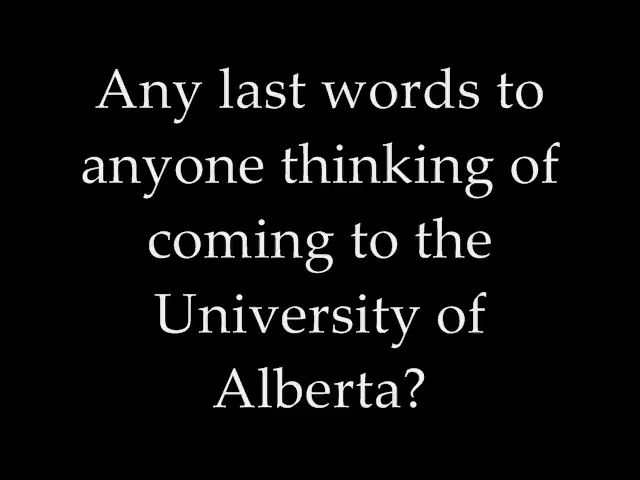 Any last words to
anyone thinking of
coming to the
University of
Alberta?